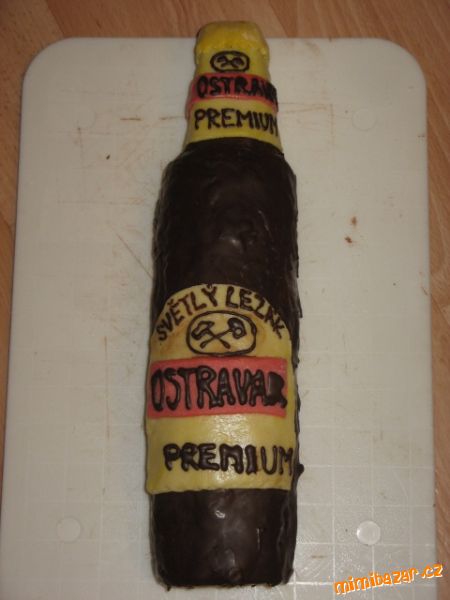 OSTRAVAR
PREMIUM
SVĚTLÝ LEŽÁK
OSTRAVAR
PREMIUM
mimibazar.cz